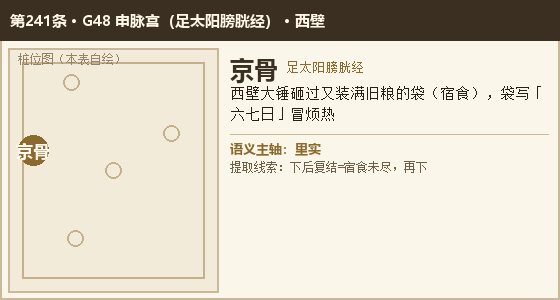 第241条・G48 申脉宫（足太阳膀胱经）・西壁
桩位图（本表自绘）
京骨
京骨 足太阳膀胱经
西壁大锤砸过又装满旧粮的袋（宿食），袋写「
六七日」冒烦热
语义主轴：里实
提取线索：下后复结=宿食未尽，再下